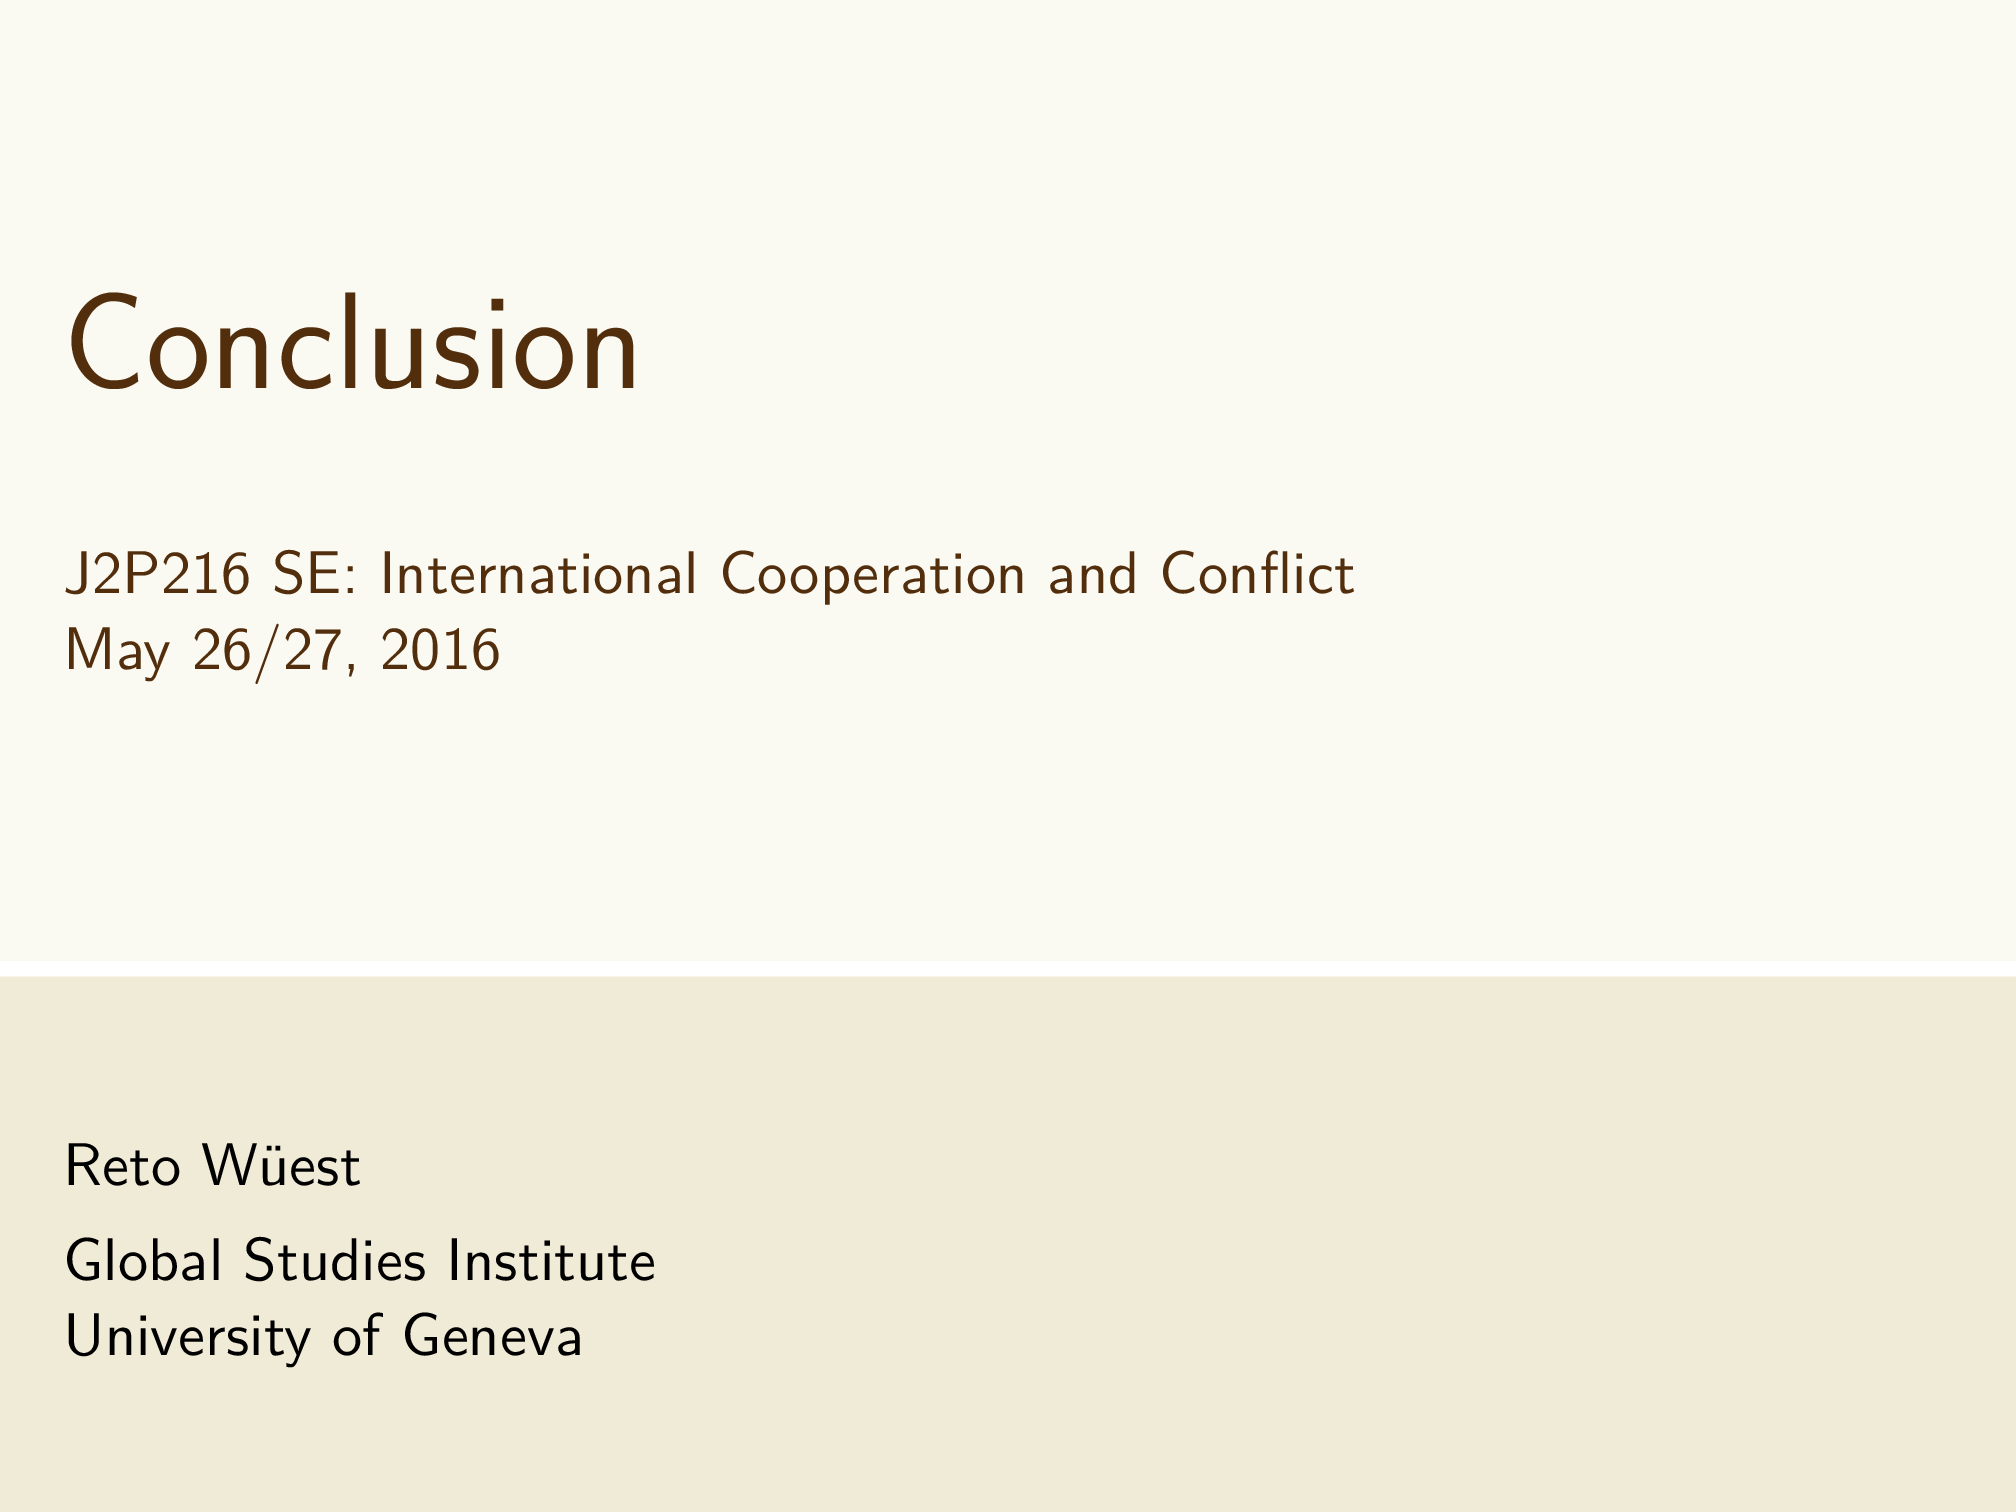 Conclusion
J2P216 SE: International Cooperation and Conflict
May 26/27, 2016
Reto Wüest
Global Studies Institute
University of Geneva